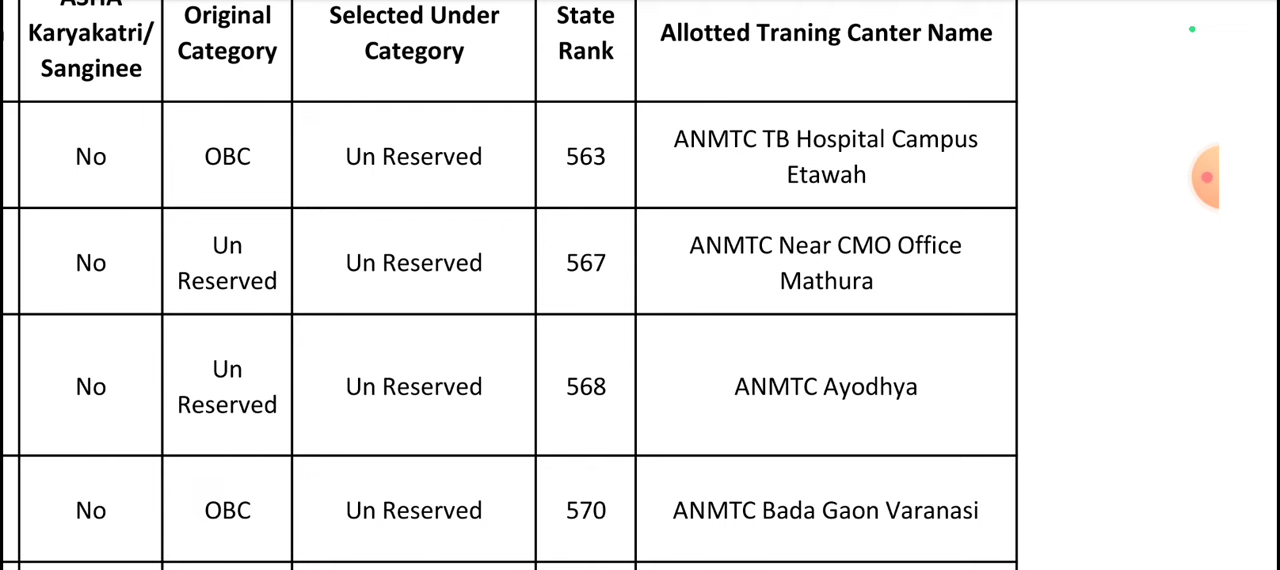 ASHA
Karyakatri/
Sanginee
Original
Category
Selected Under
Category
State
Rank
Allotted Traning Canter Name
No
OBC
Un Reserved
563
ANMTC TB Hospital Campus
Etawah
No
Un
Reserved
Un Reserved
567
ANMTC Near CMO Office
Mathura
No
Un
Reserved
Un Reserved
568
ANMTC Ayodhya
No
OBC
Un Reserved
570
ANMTC Bada Gaon Varanasi